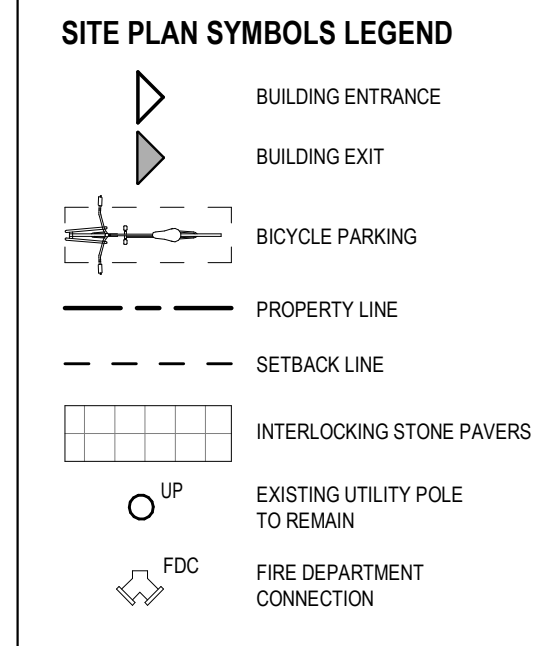 SITE PLAN SYMBOLS LEGEND
BUILDING ENTRANCE
BUILDING EXIT
BICYCLE PARKING
PROPERTY LINE
SETBACK LINE
INTERLOCKING STONE PAVERS
UP
EXISTING UTILITY POLE
TO REMAIN
FDC
FIRE DEPARTMENT
CONNECTION